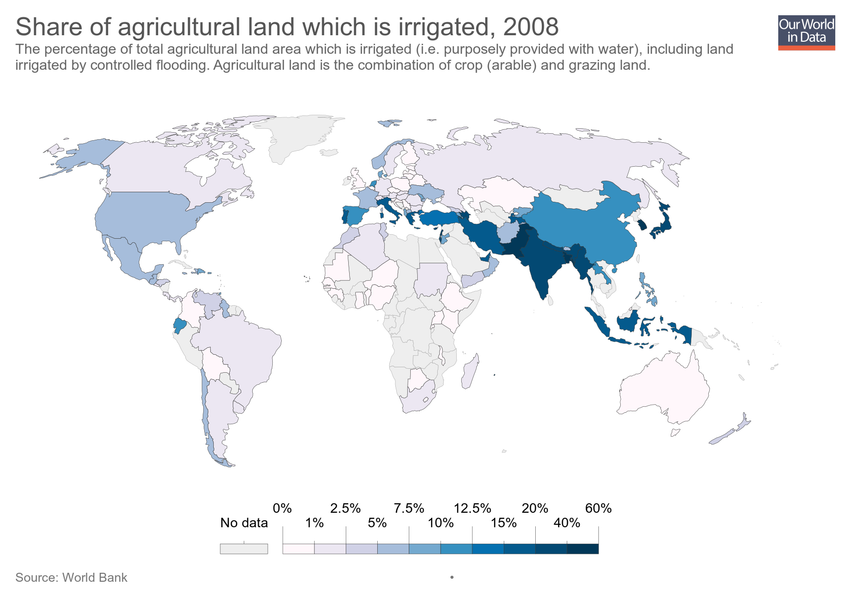 Share of agricultural land which is irrigated, 2008
Our World
in Data
The percentage of total agricultural land area which is irrigated (i.e. purposely provided with water), including land
irrigated by controlled flooding. Agricultural land is the combination of crop (arable) and grazing land.
0% 2.5% 7.5% 12.5% 20% 60%
No data 1% 5% 10% 15% 40%
Source: World Bank